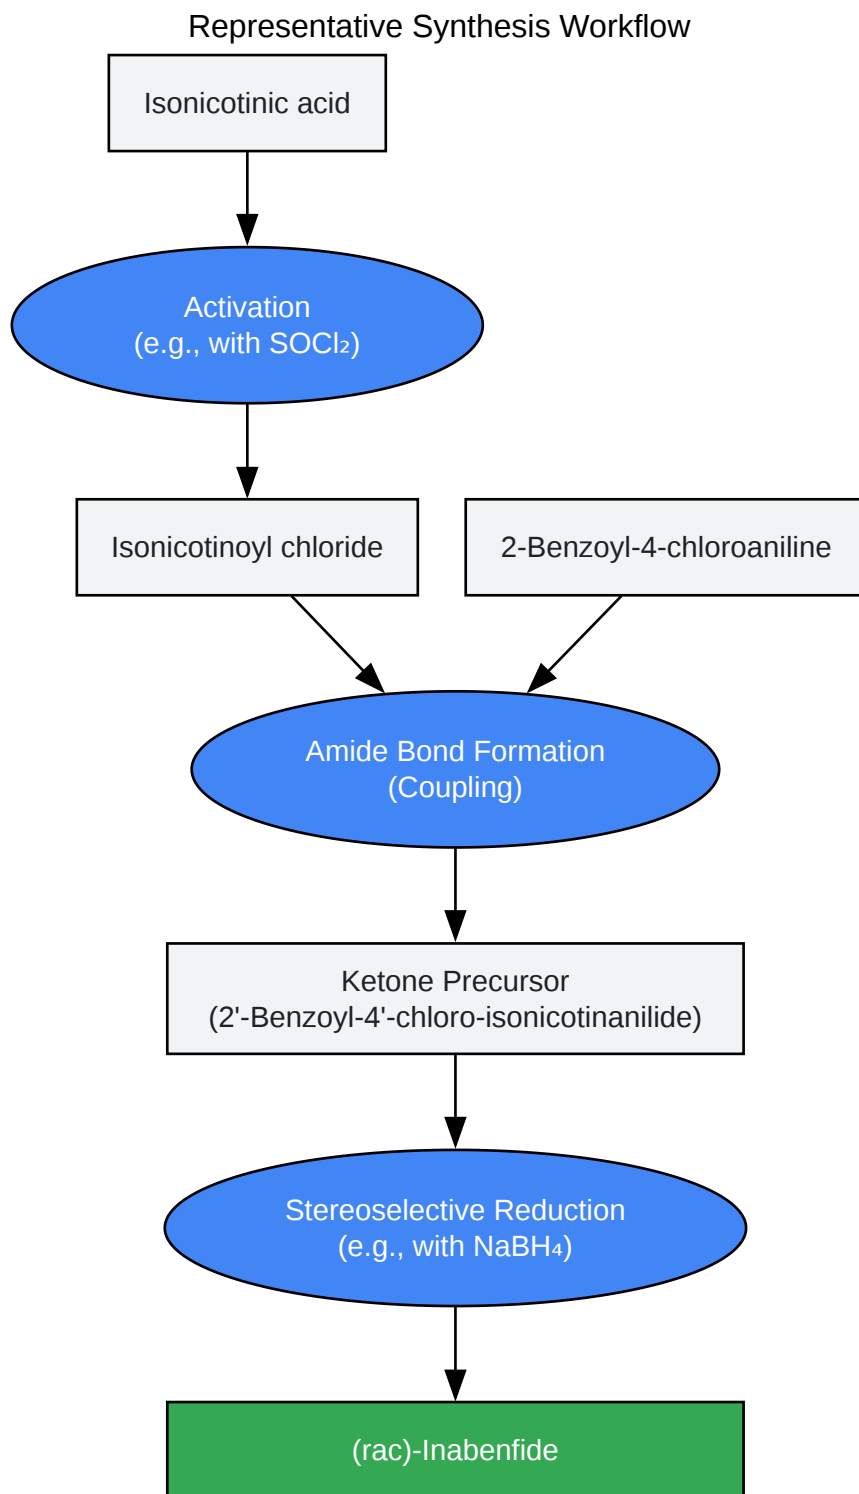 Representative Synthesis Workflow
Isonicotinic acid
Activation
(e.g., with SOCl₂)
Isonicotinoyl chloride
2-Benzoyl-4-chloroaniline
Amide Bond Formation
(Coupling)
Ketone Precursor
(2'-Benzoyl-4'-chloro-isonicotinanilide)
Stereoselective Reduction
(e.g., with NaBH₄)
(rac)-Inabenfide